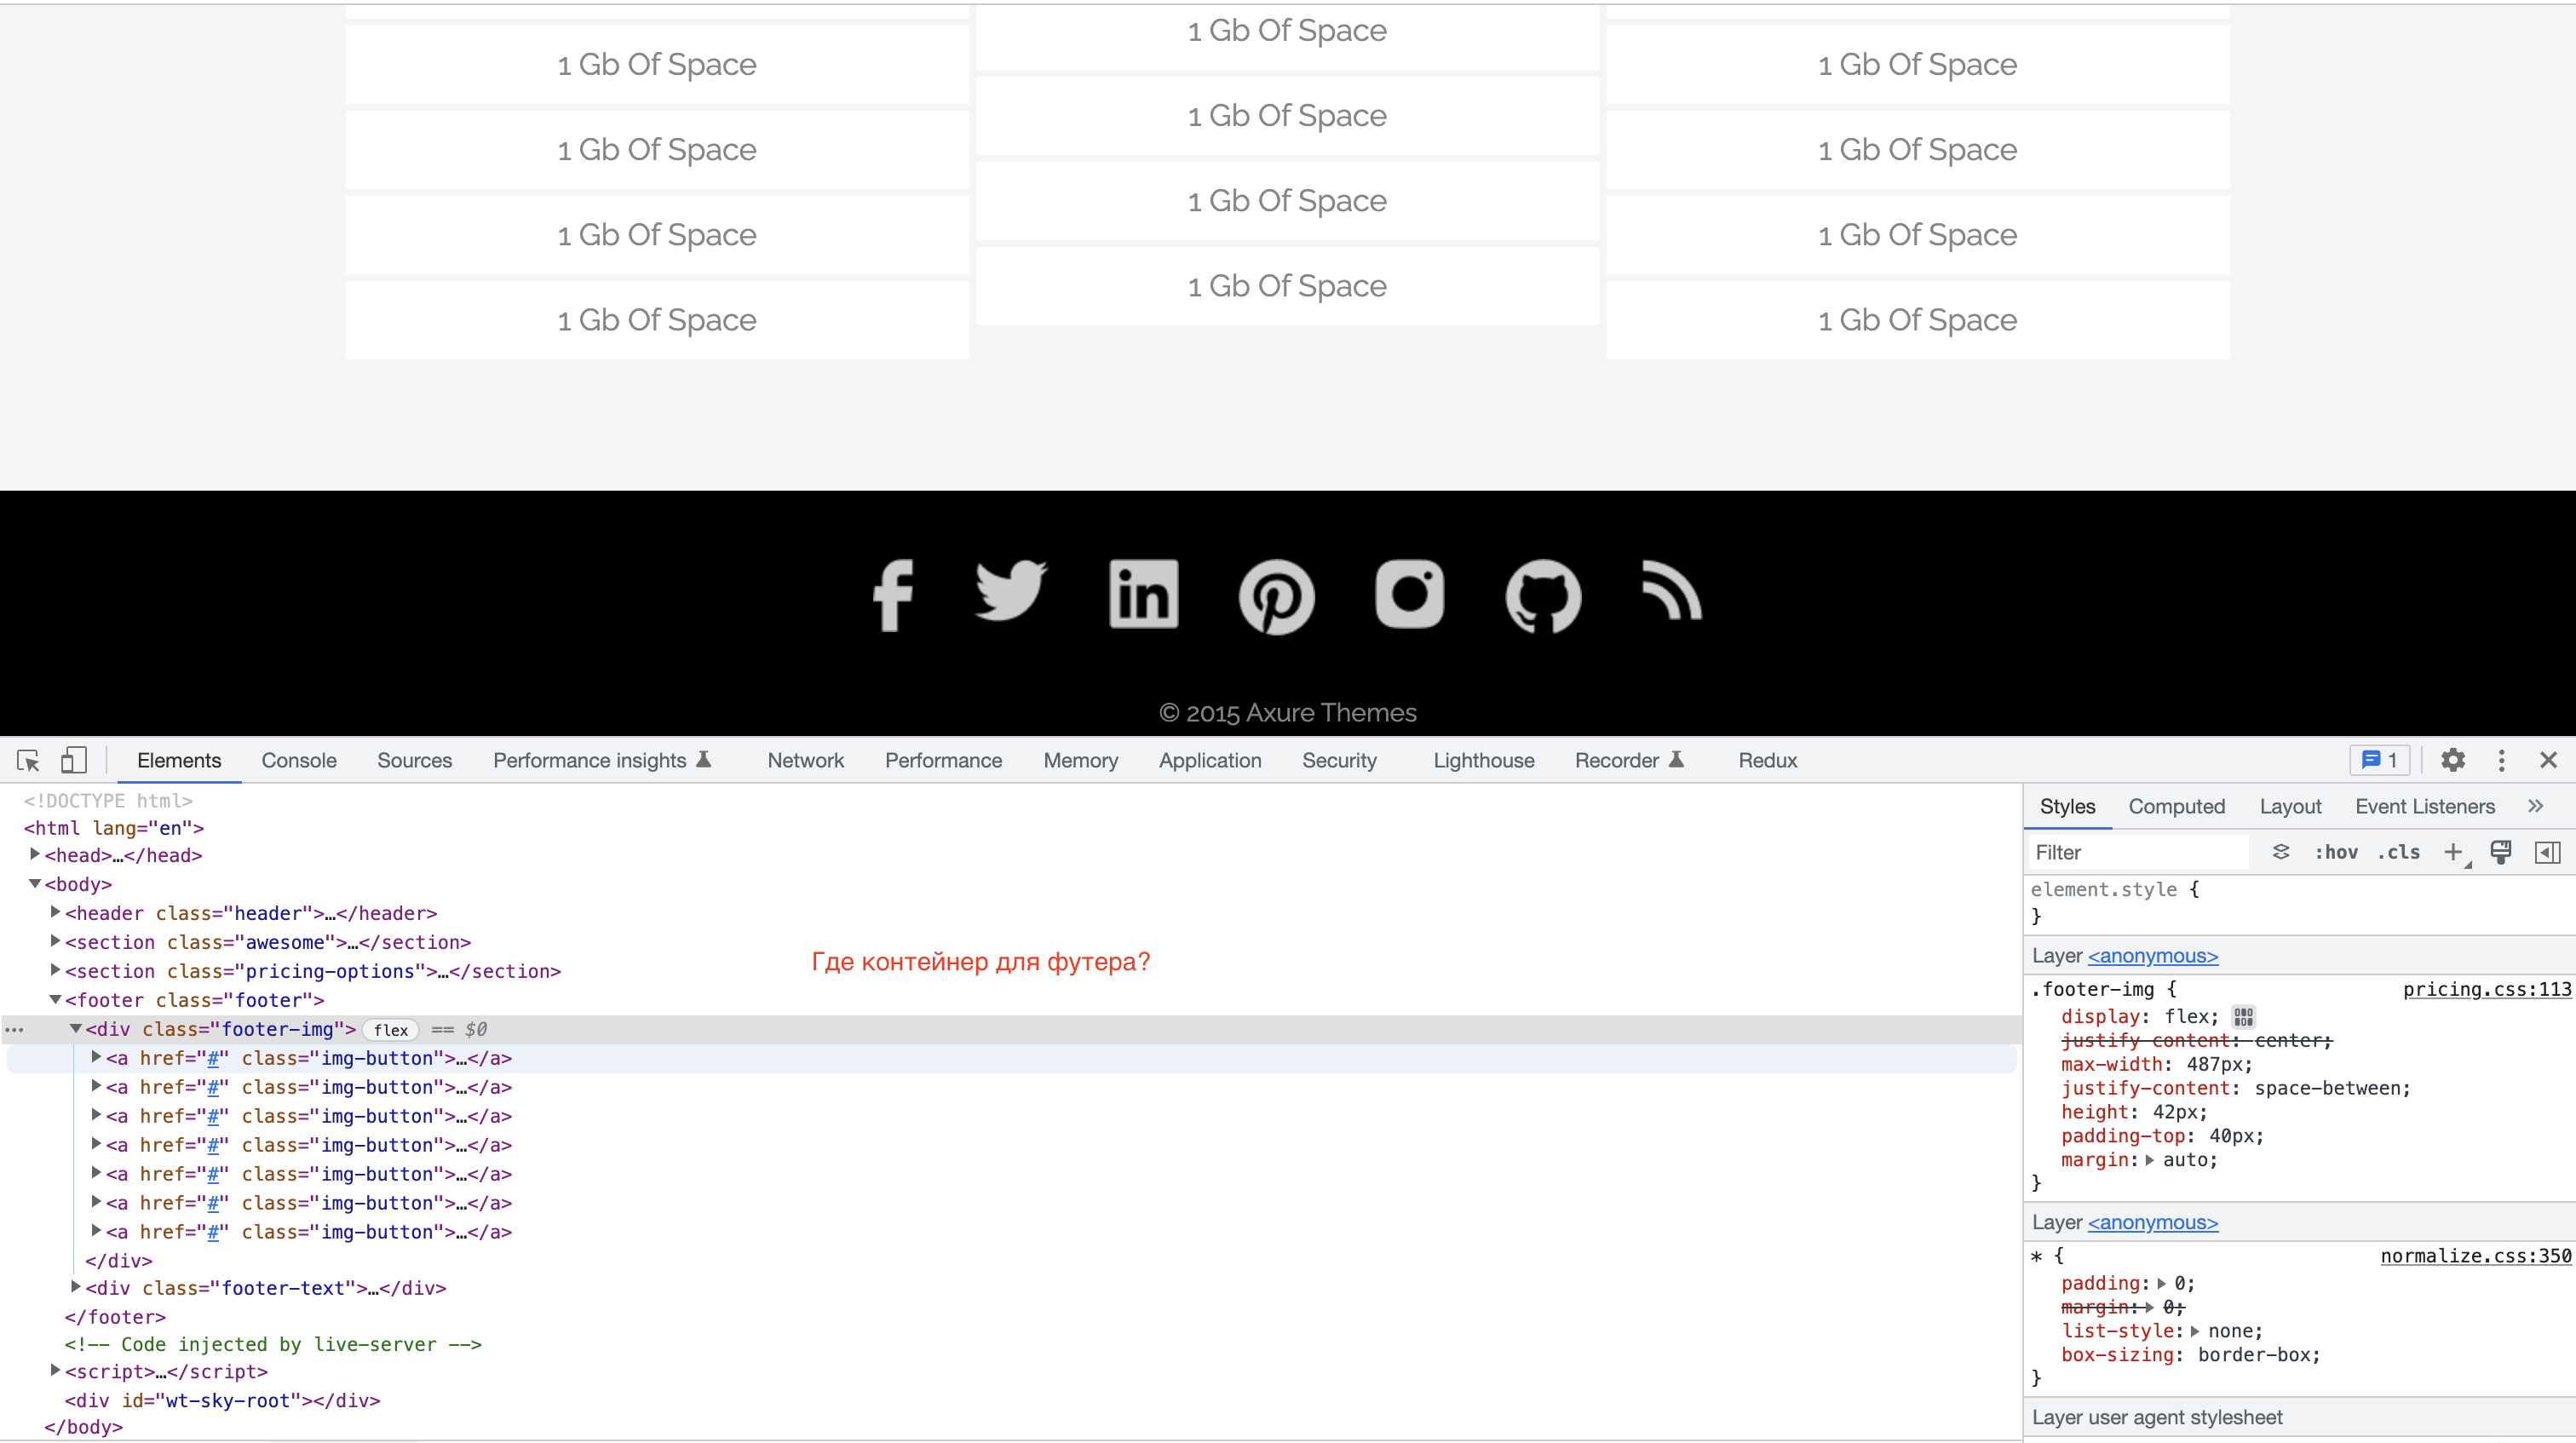 1 Gb Of Space
1 Gb Of Space
1 Gb Of Space
1 Gb Of Space
1 Gb Of Space
1 Gb Of Space
1 Gb Of Space
1 Gb Of Space
1 Gb Of Space
1 Gb Of Space
1 Gb Of Space
1 Gb Of Space
© 2015 Axure Themes
Elements Console Sources Performance insights Network Performance Memory Application Security Lighthouse Recorder Redux 1
<!DOCTYPE html>
<html lang="en">
<head>…</head>
<body>
<header class="header">…</header>
<section class="awesome">…</section>
<section class="pricing-options">…</section>
<footer class="footer">
<div class="footer-img"> flex == $0
<a href="#" class="img-button">…</a>
<a href="#" class="img-button">…</a>
<a href="#" class="img-button">…</a>
<a href="#" class="img-button">…</a>
<a href="#" class="img-button">…</a>
<a href="#" class="img-button">…</a>
<a href="#" class="img-button">…</a>
</div>
<div class="footer-text">…</div>
</footer>
<!-- Code injected by live-server -->
<script>…</script>
<div id="wt-sky-root"></div>
</body>
Где контейнер для футера?
Styles Computed Layout Event Listeners
Filter :hov .cls
element.style {
}
Layer <anonymous>
.footer-img { pricing.css:113
display: flex;
justify-content: center;
max-width: 487px;
justify-content: space-between;
height: 42px;
padding-top: 40px;
margin: auto;
}
Layer <anonymous>
* { normalize.css:350
padding: 0;
margin: 0;
list-style: none;
box-sizing: border-box;
}
Layer user agent stylesheet